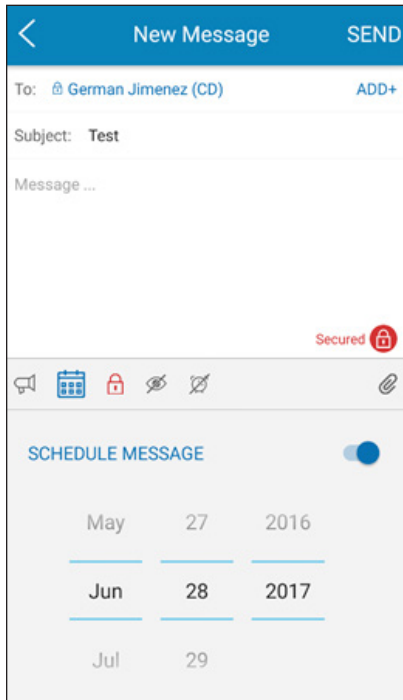 New Message SEND
To: German Jimenez (CD) ADD+
Subject: Test
Message ...
Secured
SCHEDULE MESSAGE
May 27 2016
Jun 28 2017
Jul 29